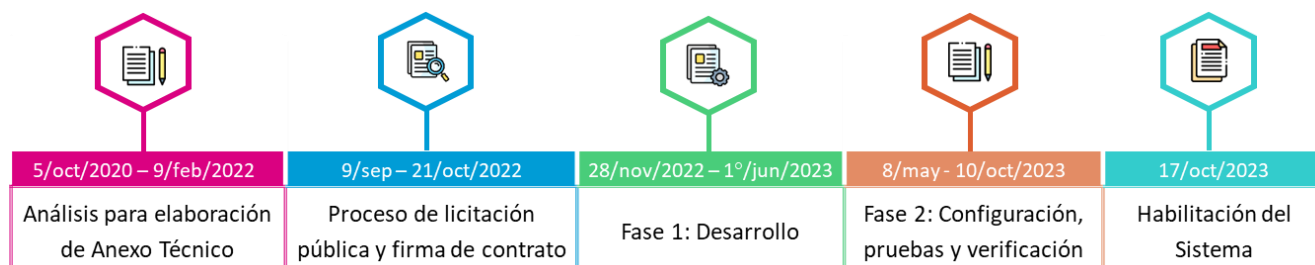 5/oct/2020 – 9/feb/2022
Análisis para elaboración
de Anexo Técnico
9/sep – 21/oct/2022
Proceso de licitación
pública y firma de contrato
28/nov/2022 – 1°/jun/2023
Fase 1: Desarrollo
8/may - 10/oct/2023
Fase 2: Configuración,
pruebas y verificación
17/oct/2023
Habilitación del
Sistema